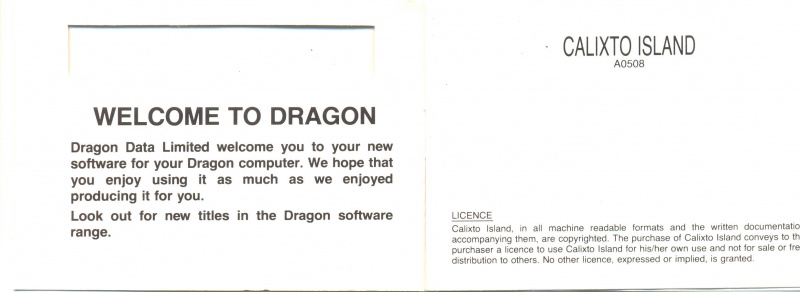 WELCOME TO DRAGON
Dragon Data Limited welcome you to your new
software for your Dragon computer. We hope that
you enjoy using it as much as we enjoyed
producing it for you.
Look out for new titles in the Dragon software
range.
CALIXTO ISLAND
A0508
LICENCE
Calixto Island, in all machine readable formats and the written documentatio
accompanying them, are copyrighted. The purchase of Calixto Island conveys to th
purchaser a licence to use Calixto Island for his/her own use and not for sale or fre
distribution to others. No other licence, expressed or implied, is granted.